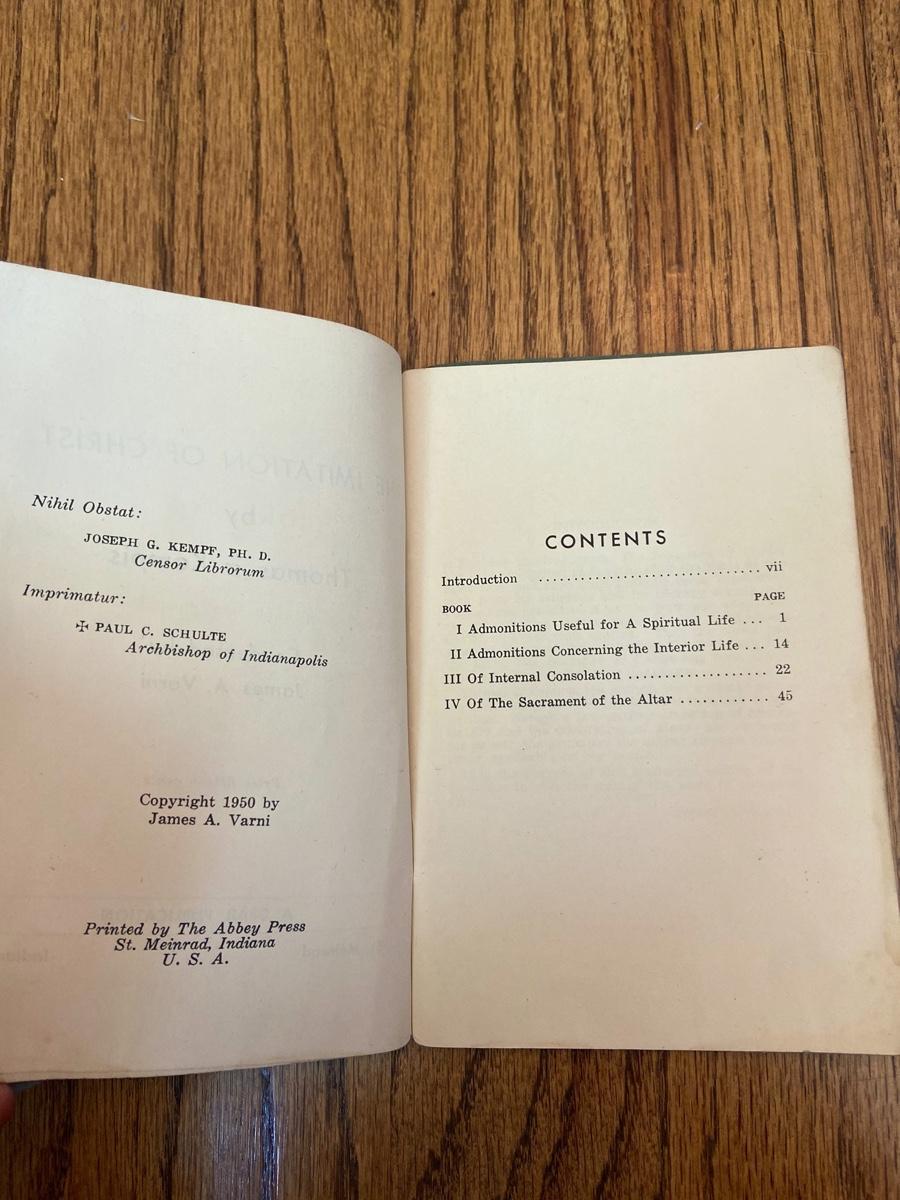 Nihil Obstat:
JOSEPH G. KEMPF, PH. D.
Censor Librorum
Imprimatur:
✠ PAUL C. SCHULTE
Archbishop of Indianapolis
Copyright 1950 by
James A. Varni
Printed by The Abbey Press
St. Meinrad, Indiana
U. S. A.
CONTENTS
Introduction .............................. vii
BOOK PAGE
I Admonitions Useful for A Spiritual Life ... 1
II Admonitions Concerning the Interior Life ... 14
III Of Internal Consolation ................... 22
IV Of The Sacrament of the Altar ............ 45